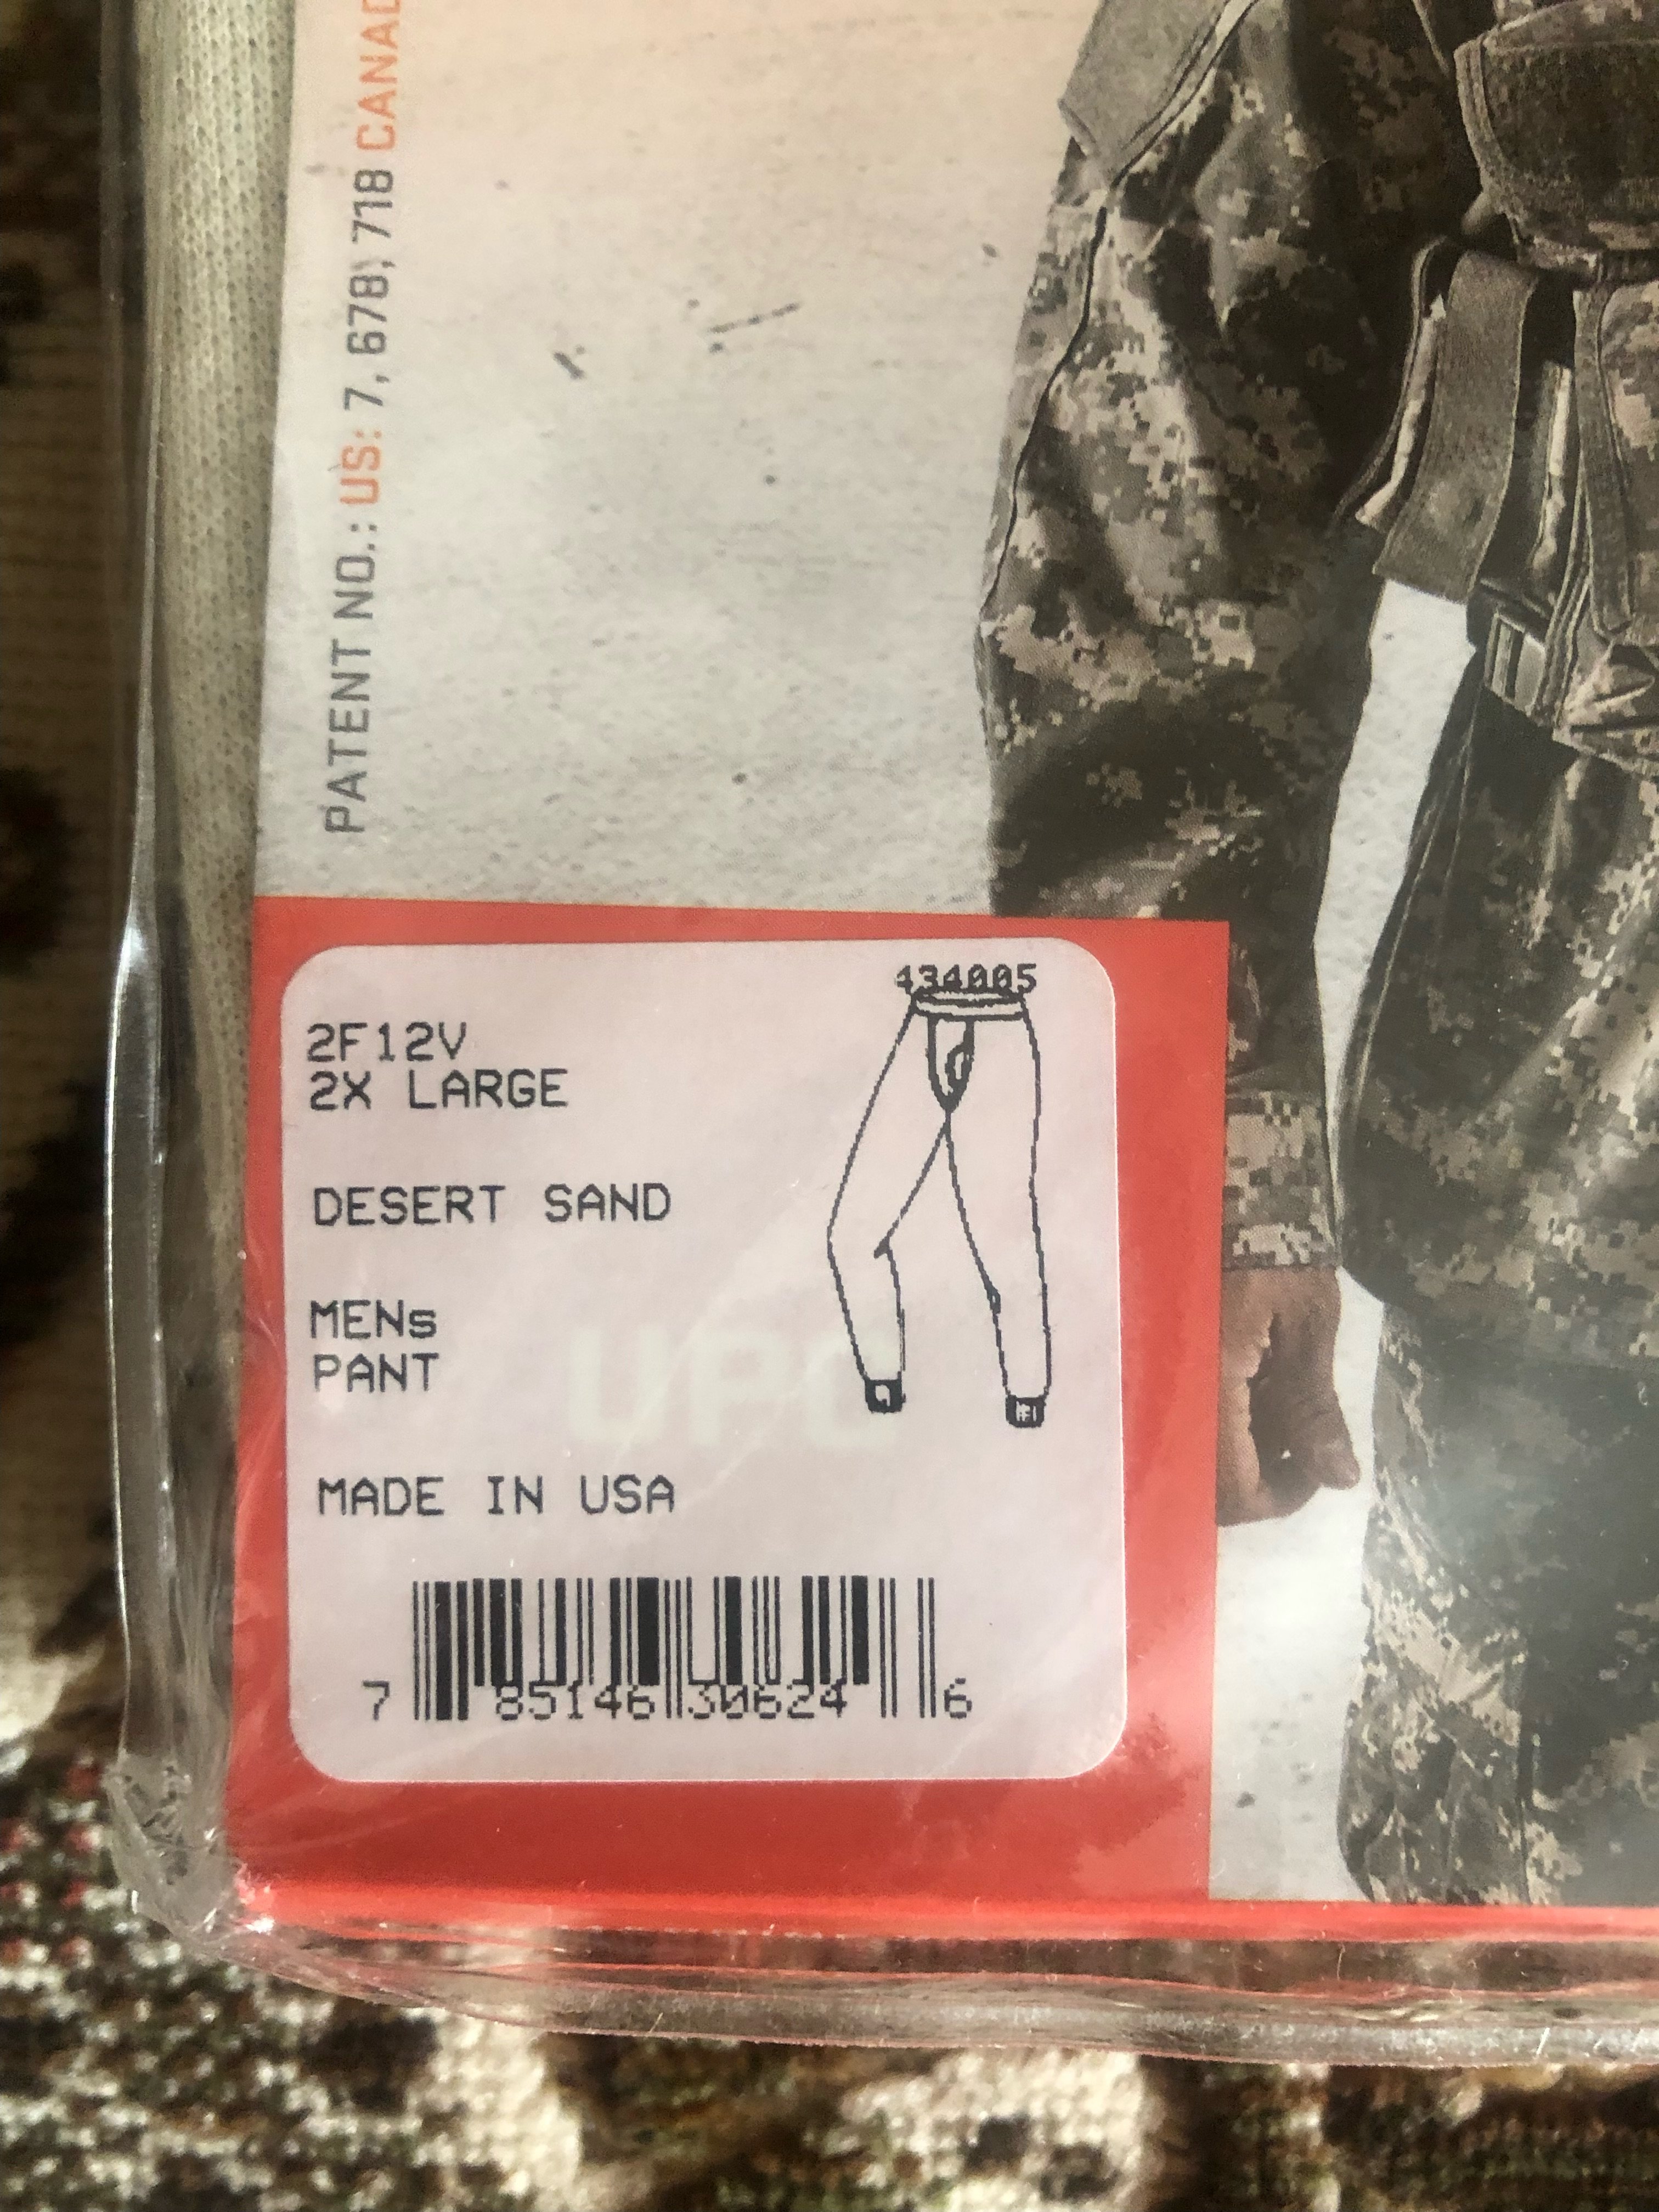 PATENT NO.: US: 7, 678, 718 CANAD
434005
2F12V
2X LARGE
DESERT SAND
MENs
PANT
UPC
MADE IN USA
7 85146 30624 6